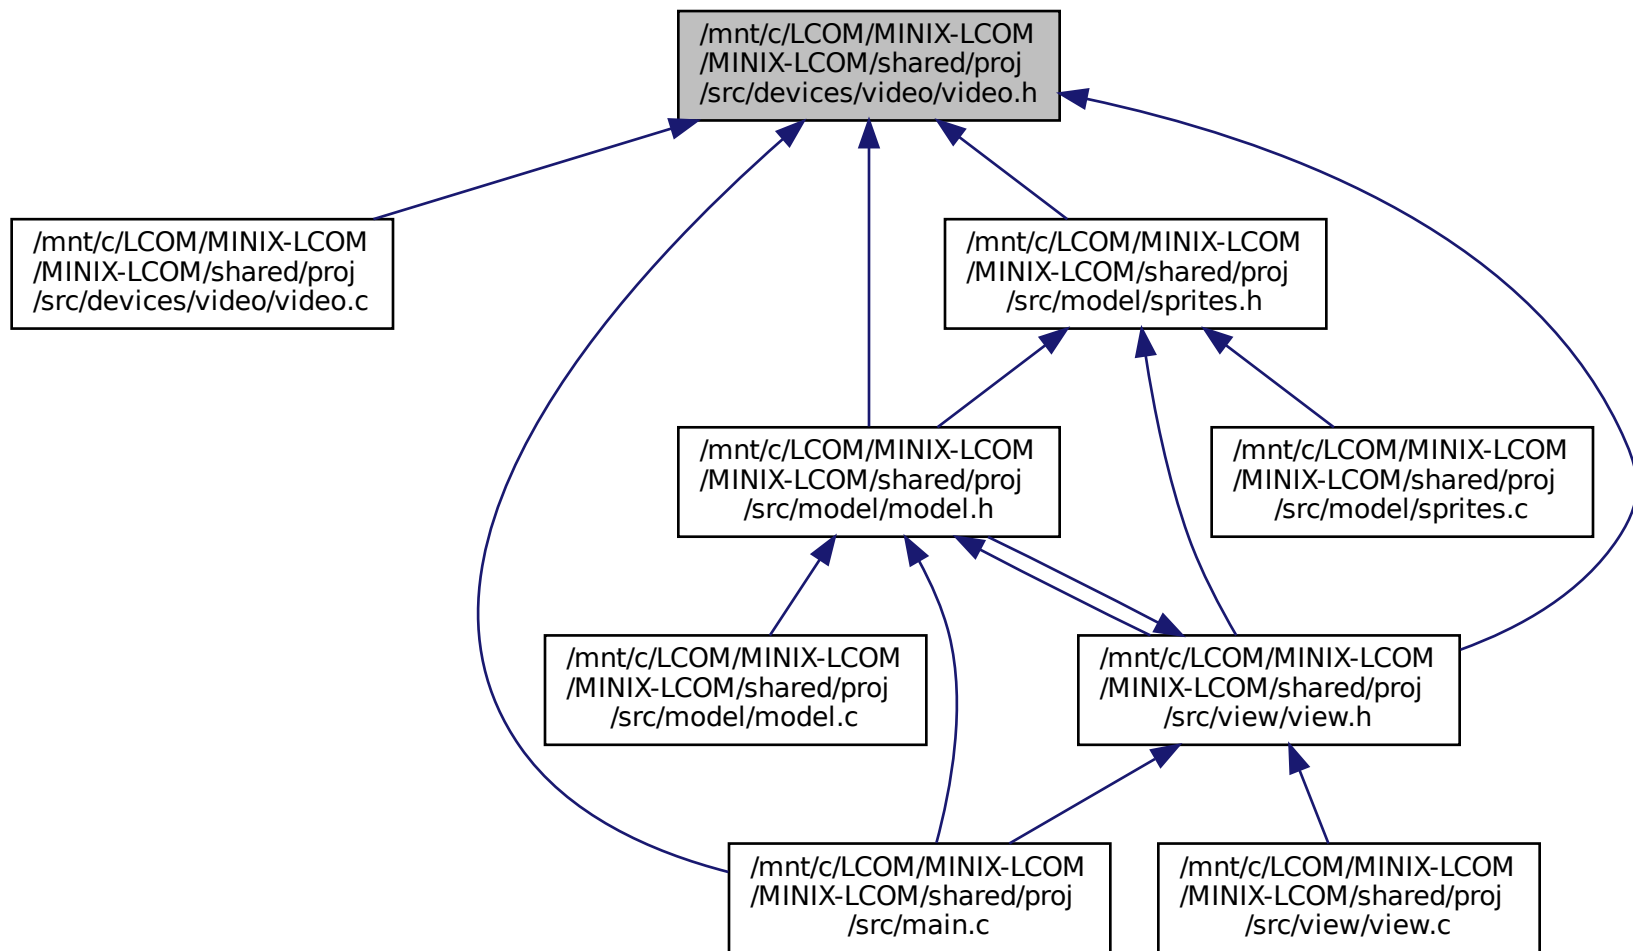 /mnt/c/LCOM/MINIX-LCOM
/MINIX-LCOM/shared/proj
/src/devices/video/video.h
/mnt/c/LCOM/MINIX-LCOM
/MINIX-LCOM/shared/proj
/src/devices/video/video.c
/mnt/c/LCOM/MINIX-LCOM
/MINIX-LCOM/shared/proj
/src/model/sprites.h
/mnt/c/LCOM/MINIX-LCOM
/MINIX-LCOM/shared/proj
/src/model/model.h
/mnt/c/LCOM/MINIX-LCOM
/MINIX-LCOM/shared/proj
/src/model/sprites.c
/mnt/c/LCOM/MINIX-LCOM
/MINIX-LCOM/shared/proj
/src/model/model.c
/mnt/c/LCOM/MINIX-LCOM
/MINIX-LCOM/shared/proj
/src/view/view.h
/mnt/c/LCOM/MINIX-LCOM
/MINIX-LCOM/shared/proj
/src/main.c
/mnt/c/LCOM/MINIX-LCOM
/MINIX-LCOM/shared/proj
/src/view/view.c